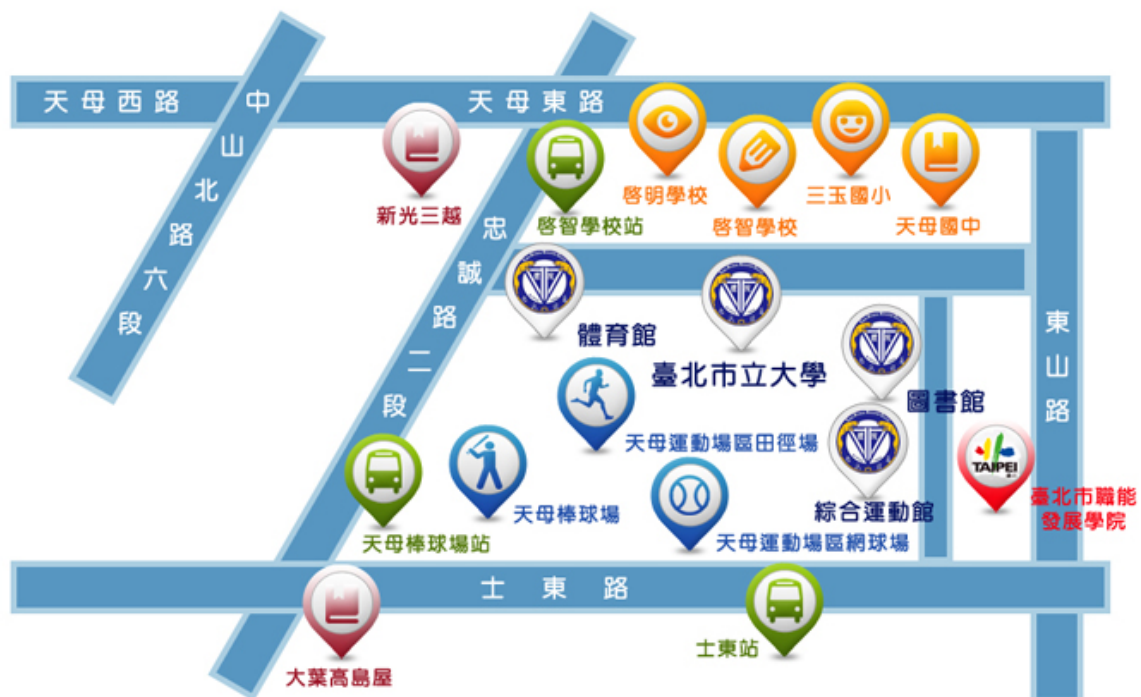 天母西路
中山北路六段
天母東路
新光三越
啓智學校站
啓明學校
啓智學校
三玉國小
天母國中
忠誠路二段
體育館
臺北市立大學
圖書館
東山路
天母運動場區田徑場
TAIPEI
臺北市職能
發展學院
天母棒球場
綜合運動館
天母棒球場站
天母運動場區網球場
士東路
士東站
大葉高島屋